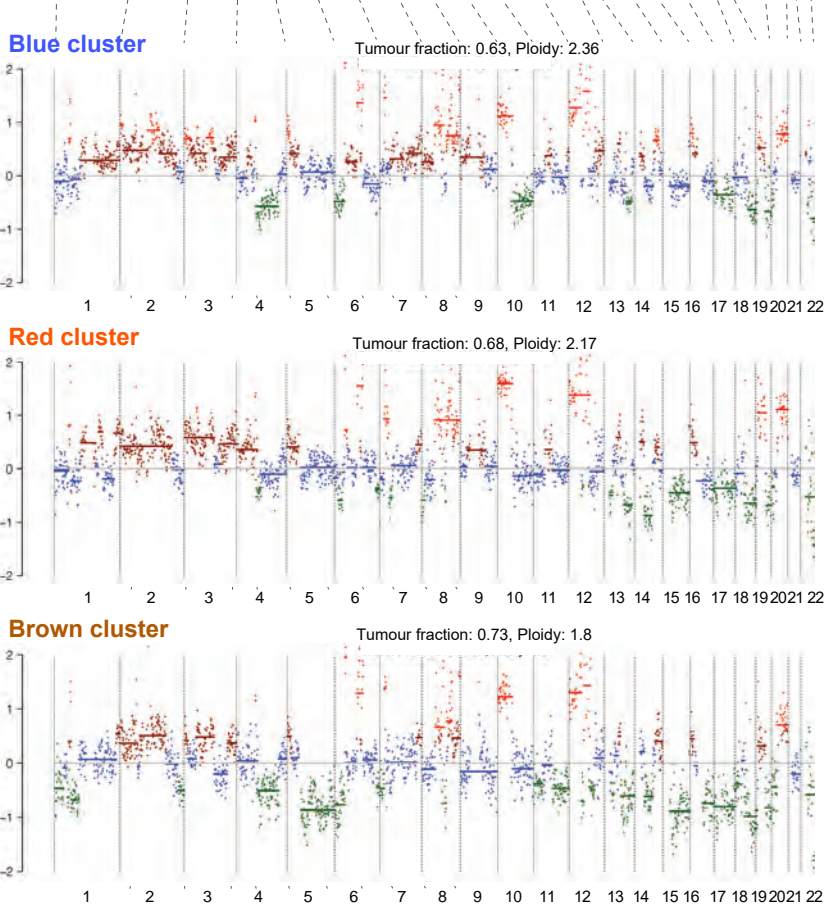 Blue cluster
Tumour fraction: 0.63, Ploidy: 2.36
2
1
0
−1
−2
1 2 3 4 5 6 7 8 9 10 11 12 13 14 15 16 17 18 19 20 21 22
Red cluster
Tumour fraction: 0.68, Ploidy: 2.17
2
1
0
−1
−2
1 2 3 4 5 6 7 8 9 10 11 12 13 14 15 16 17 18 19 20 21 22
Brown cluster
Tumour fraction: 0.73, Ploidy: 1.8
2
1
0
−1
−2
1 2 3 4 5 6 7 8 9 10 11 12 13 14 15 16 17 18 19 20 21 22